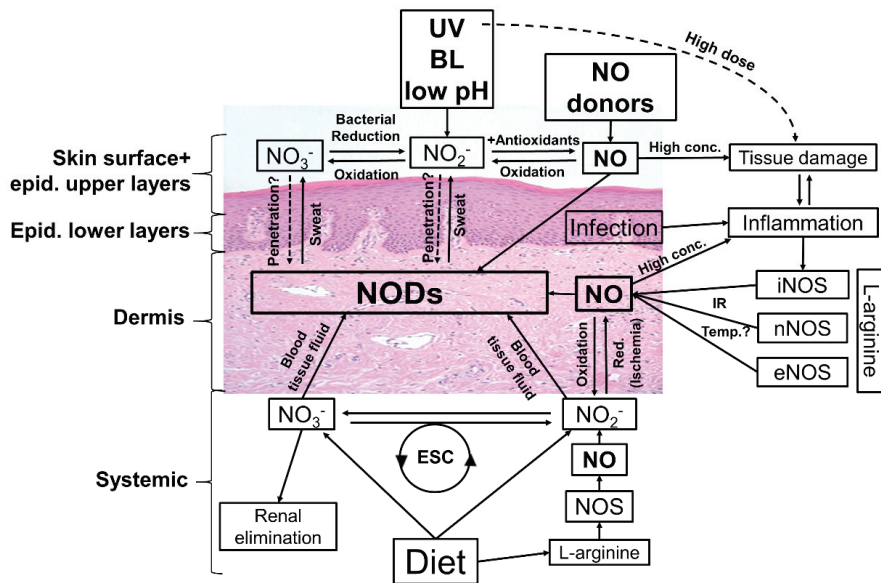 UV
BL
low pH
High dose
NO
donors
Bacterial
Reduction
+Antioxidants
High conc.
Skin surface+
epid. upper layers
NO₃⁻
NO₂⁻
NO
Tissue damage
Oxidation
Oxidation
Penetration?
Sweat
Penetration?
Sweat
Epid. lower layers
Infection
Inflammation
High conc.
NODs
NO
iNOS
IR
nNOS
Temp.?
eNOS
L-arginine
Dermis
Blood
tissue fluid
Blood
tissue fluid
Oxidation
Red.
(Ischemia)
NO₃⁻
NO₂⁻
ESC
NO
Systemic
NOS
Renal
elimination
Diet
L-arginine